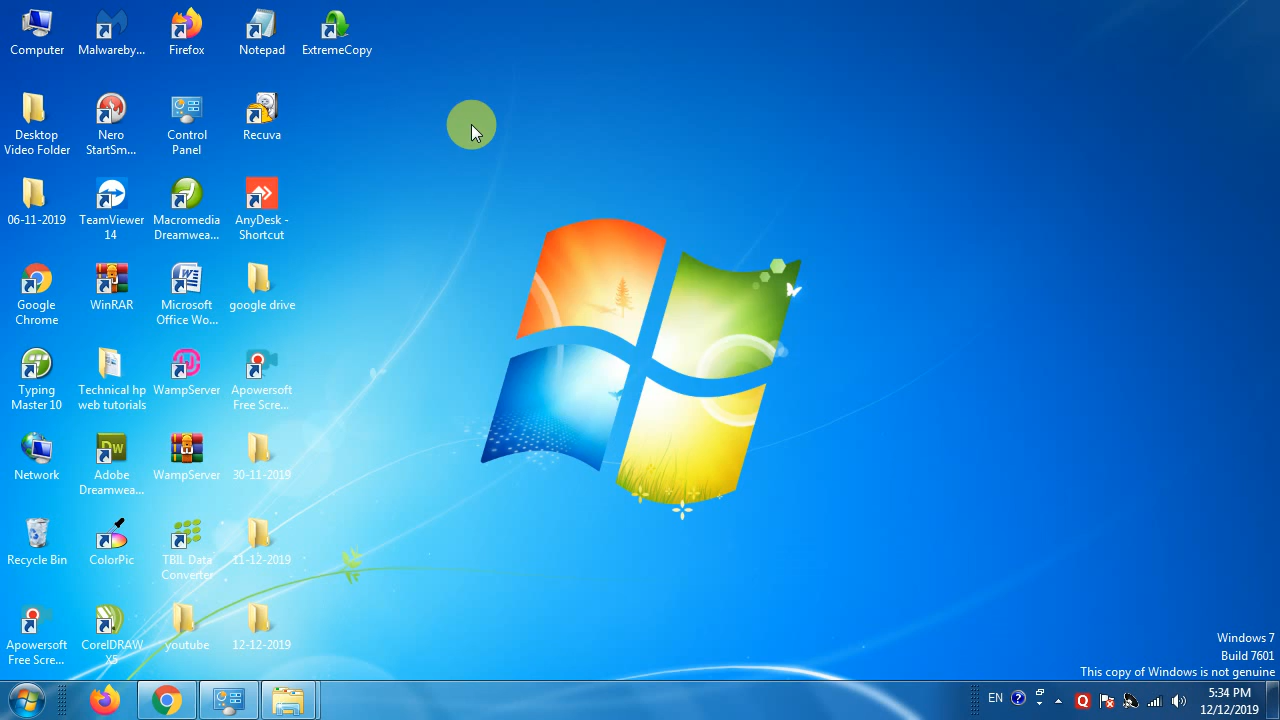 Computer
Malwareby...
Firefox
Notepad
ExtremeCopy
Desktop
Video Folder
Nero
StartSm...
Control
Panel
Recuva
06-11-2019
TeamViewer
14
Macromedia
Dreamwea...
AnyDesk -
Shortcut
Google
Chrome
WinRAR
Microsoft
Office Wo...
google drive
Typing
Master 10
Technical hp
web tutorials
WampServer
Apowersoft
Free Scre...
Network
Dw
Adobe
Dreamwea...
WampServer
30-11-2019
Recycle Bin
ColorPic
TBIL Data
Converter
11-12-2019
Apowersoft
Free Scre...
CorelDRAW
X5
youtube
12-12-2019
Windows 7
Build 7601
This copy of Windows is not genuine
EN
Q
5:34 PM
12/12/2019